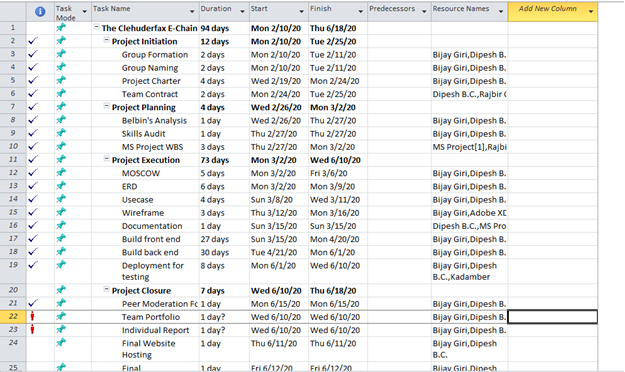 Task Mode Task Name Duration Start Finish Predecessors Resource Names Add New Column
1 The Clehuderfax E-Chain 94 days Mon 2/10/20 Thu 6/18/20
2 Project Initiation 12 days Mon 2/10/20 Tue 2/25/20
3 Group Formation 2 days Mon 2/10/20 Tue 2/11/20 Bijay Giri,Dipesh B.
4 Group Naming 2 days Mon 2/10/20 Tue 2/11/20 Bijay Giri,Dipesh B.
5 Project Charter 4 days Wed 2/19/20 Mon 2/24/20 Bijay Giri,Dipesh B.
6 Team Contract 2 days Mon 2/24/20 Tue 2/25/20 Dipesh B.C.,Rajbir
7 Project Planning 4 days Wed 2/26/20 Mon 3/2/20
8 Belbin's Analysis 1 day Wed 2/26/20 Thu 2/27/20 Bijay Giri,Dipesh B.
9 Skills Audit 1 day Thu 2/27/20 Thu 2/27/20 Bijay Giri,Dipesh B.
10 MS Project WBS 3 days Thu 2/27/20 Mon 3/2/20 MS Project[1],Rajbi
11 Project Execution 73 days Mon 3/2/20 Wed 6/10/20
12 MOSCOW 5 days Mon 3/2/20 Fri 3/6/20 Bijay Giri,Dipesh B.
13 ERD 6 days Mon 3/2/20 Mon 3/9/20 Bijay Giri,Dipesh B.
14 Usecase 4 days Sun 3/8/20 Wed 3/11/20 Bijay Giri,Dipesh B.
15 Wireframe 3 days Thu 3/12/20 Mon 3/16/20 Bijay Giri,Adobe XD
16 Documentation 1 day Sun 3/15/20 Sun 3/15/20 Dipesh B.C.,MS Pro
17 Build front end 27 days Sun 3/15/20 Mon 4/20/20 Bijay Giri,Dipesh B.
18 Build back end 30 days Tue 4/21/20 Mon 6/1/20 Bijay Giri,Dipesh B.
19 Deployment for 8 days Mon 6/1/20 Wed 6/10/20 Bijay Giri,Dipesh
testing B.C.,Kadamber
20 Project Closure 7 days Wed 6/10/20 Thu 6/18/20
21 Peer Moderation Fo 1 day Mon 6/15/20 Mon 6/15/20 Bijay Giri,Dipesh B.
22 Team Portfolio 1 day? Wed 6/10/20 Wed 6/10/20 Bijay Giri,Dipesh B.
23 Individual Report 1 day? Wed 6/10/20 Wed 6/10/20 Bijay Giri,Dipesh B.
24 Final Website 1 day Thu 6/11/20 Thu 6/11/20 Bijay Giri,Dipesh
Hosting B.C.
25 Final 1 day Fri 6/12/20 Fri 6/12/20 Bijay Giri,Dipesh